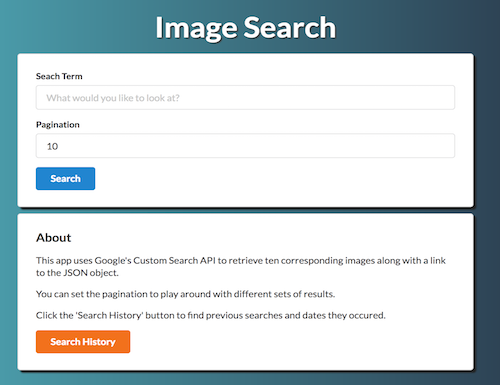 Image Search
Seach Term
What would you like to look at?
Pagination
10
Search
About
This app uses Google's Custom Search API to retrieve ten corresponding images along with a link
to the JSON object.
You can set the pagination to play around with different sets of results.
Click the 'Search History' button to find previous searches and dates they occured.
Search History